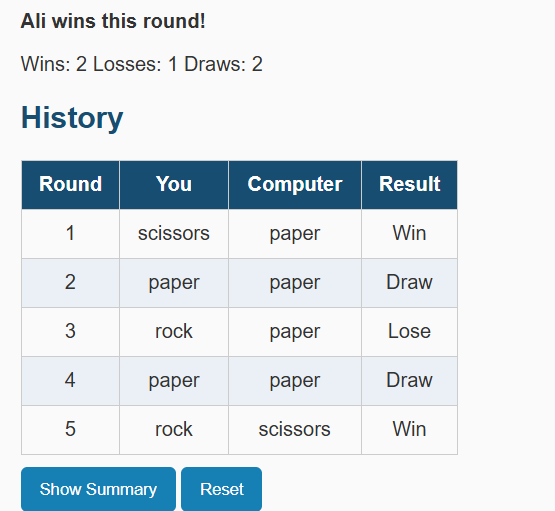 Ali wins this round!
Wins: 2 Losses: 1 Draws: 2
History
Round You Computer Result
1 scissors paper Win
2 paper paper Draw
3 rock paper Lose
4 paper paper Draw
5 rock scissors Win
Show Summary Reset